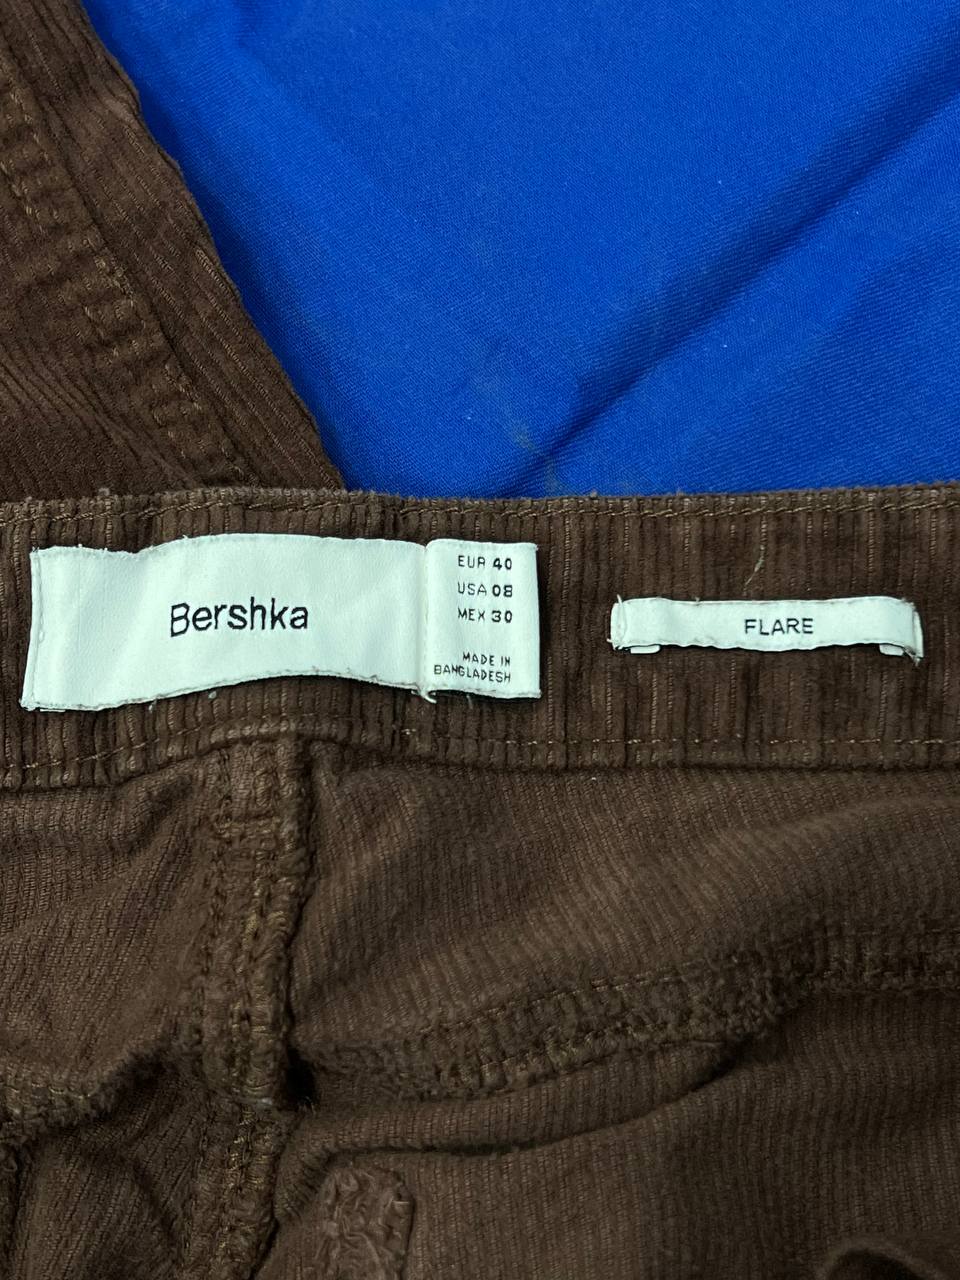 Bershka
EUR 40
USA 08
MEX 30
MADE IN
BANGLADESH
FLARE